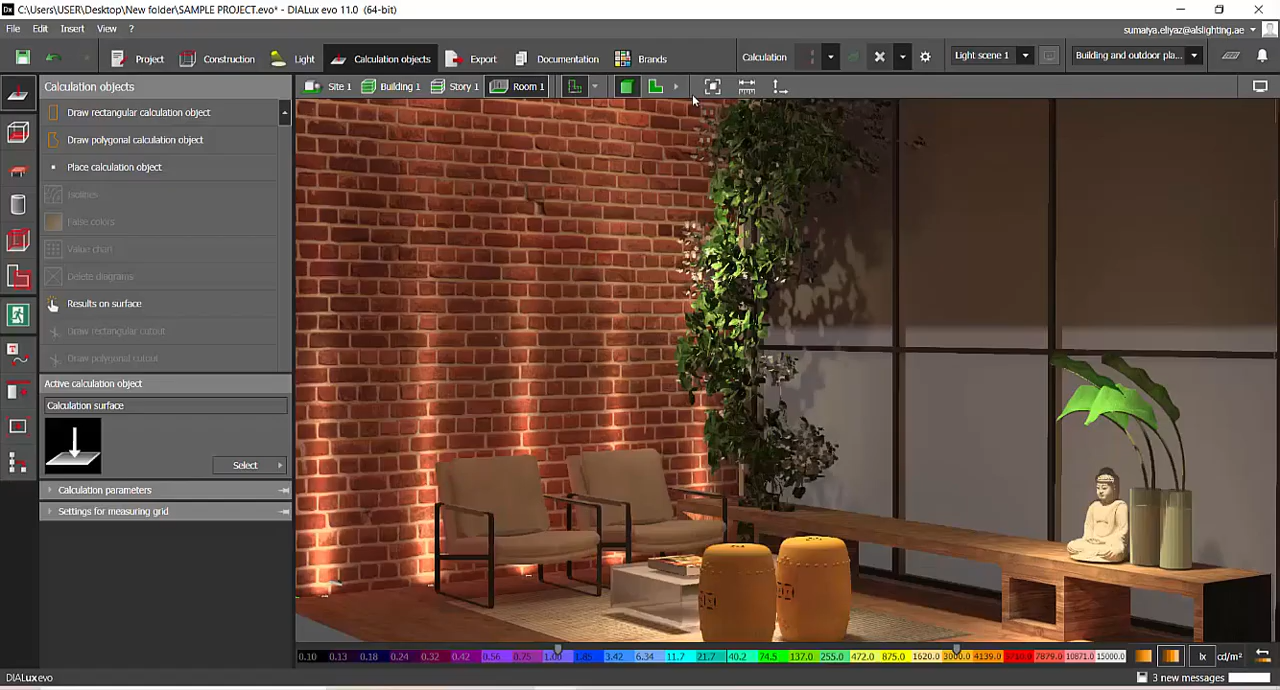 Dx C:\Users\USER\Desktop\New folder\SAMPLE PROJECT.evo* - DIALux evo 11.0 (64-bit)
File Edit Insert View ?
sumaiya.eliyaz@alslighting.ae
Project Construction Light Calculation objects Export Documentation Brands Calculation Light scene 1 Building and outdoor pla...
Calculation objects
Site 1 Building 1 Story 1 Room 1
Draw rectangular calculation object
Draw polygonal calculation object
Place calculation object
Isolines
False colors
Value chart
Delete diagrams
Results on surface
Draw rectangular cutout
Draw polygonal cutout
Active calculation object
Calculation surface
Select
Calculation parameters
Settings for measuring grid
0.10 0.13 0.18 0.24 0.32 0.42 0.56 0.75 1.00 1.85 3.42 6.34 11.7 21.7 40.2 74.5 137.0 255.0 472.0 875.0 1620.0 3000.0 4139.0 5710.0 7879.0 10871.0 15000.0 lx cd/m²
DIALux evo
3 new messages